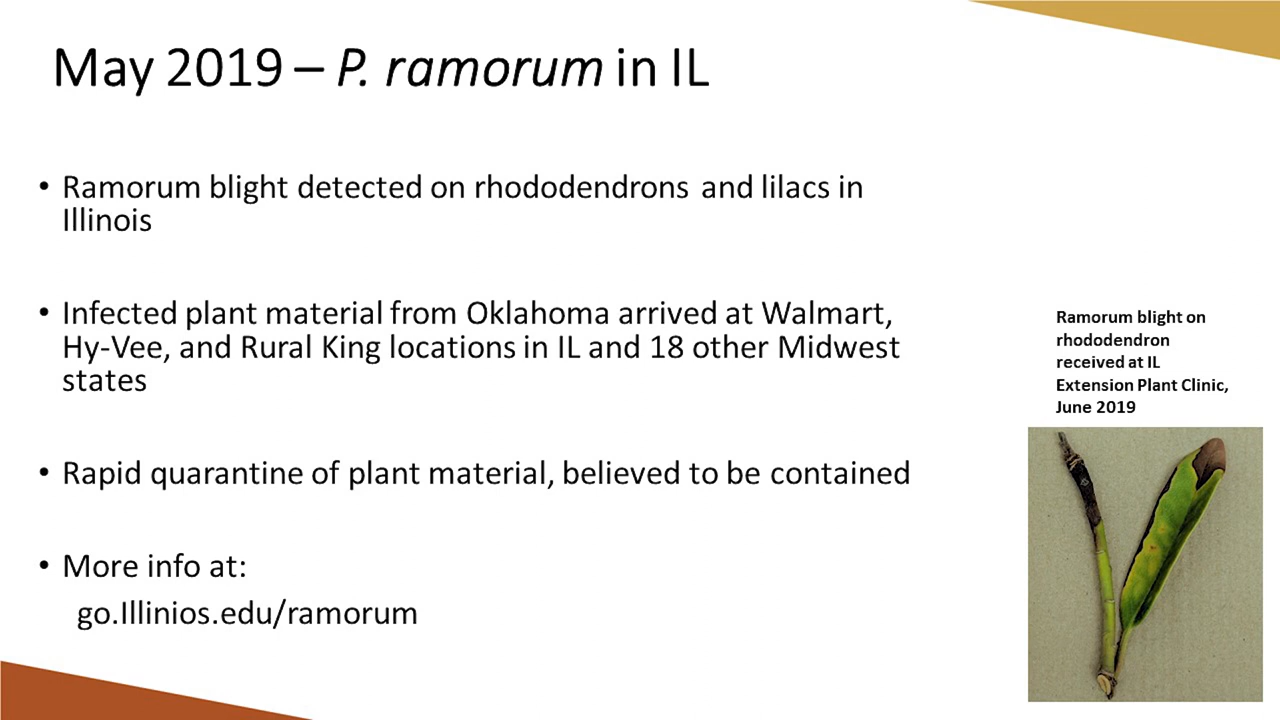 May 2019 – P. ramorum in IL
• Ramorum blight detected on rhododendrons and lilacs in
Illinois
• Infected plant material from Oklahoma arrived at Walmart,
Hy-Vee, and Rural King locations in IL and 18 other Midwest
states
• Rapid quarantine of plant material, believed to be contained
• More info at:
go.Illinios.edu/ramorum
Ramorum blight on
rhododendron
received at IL
Extension Plant Clinic,
June 2019